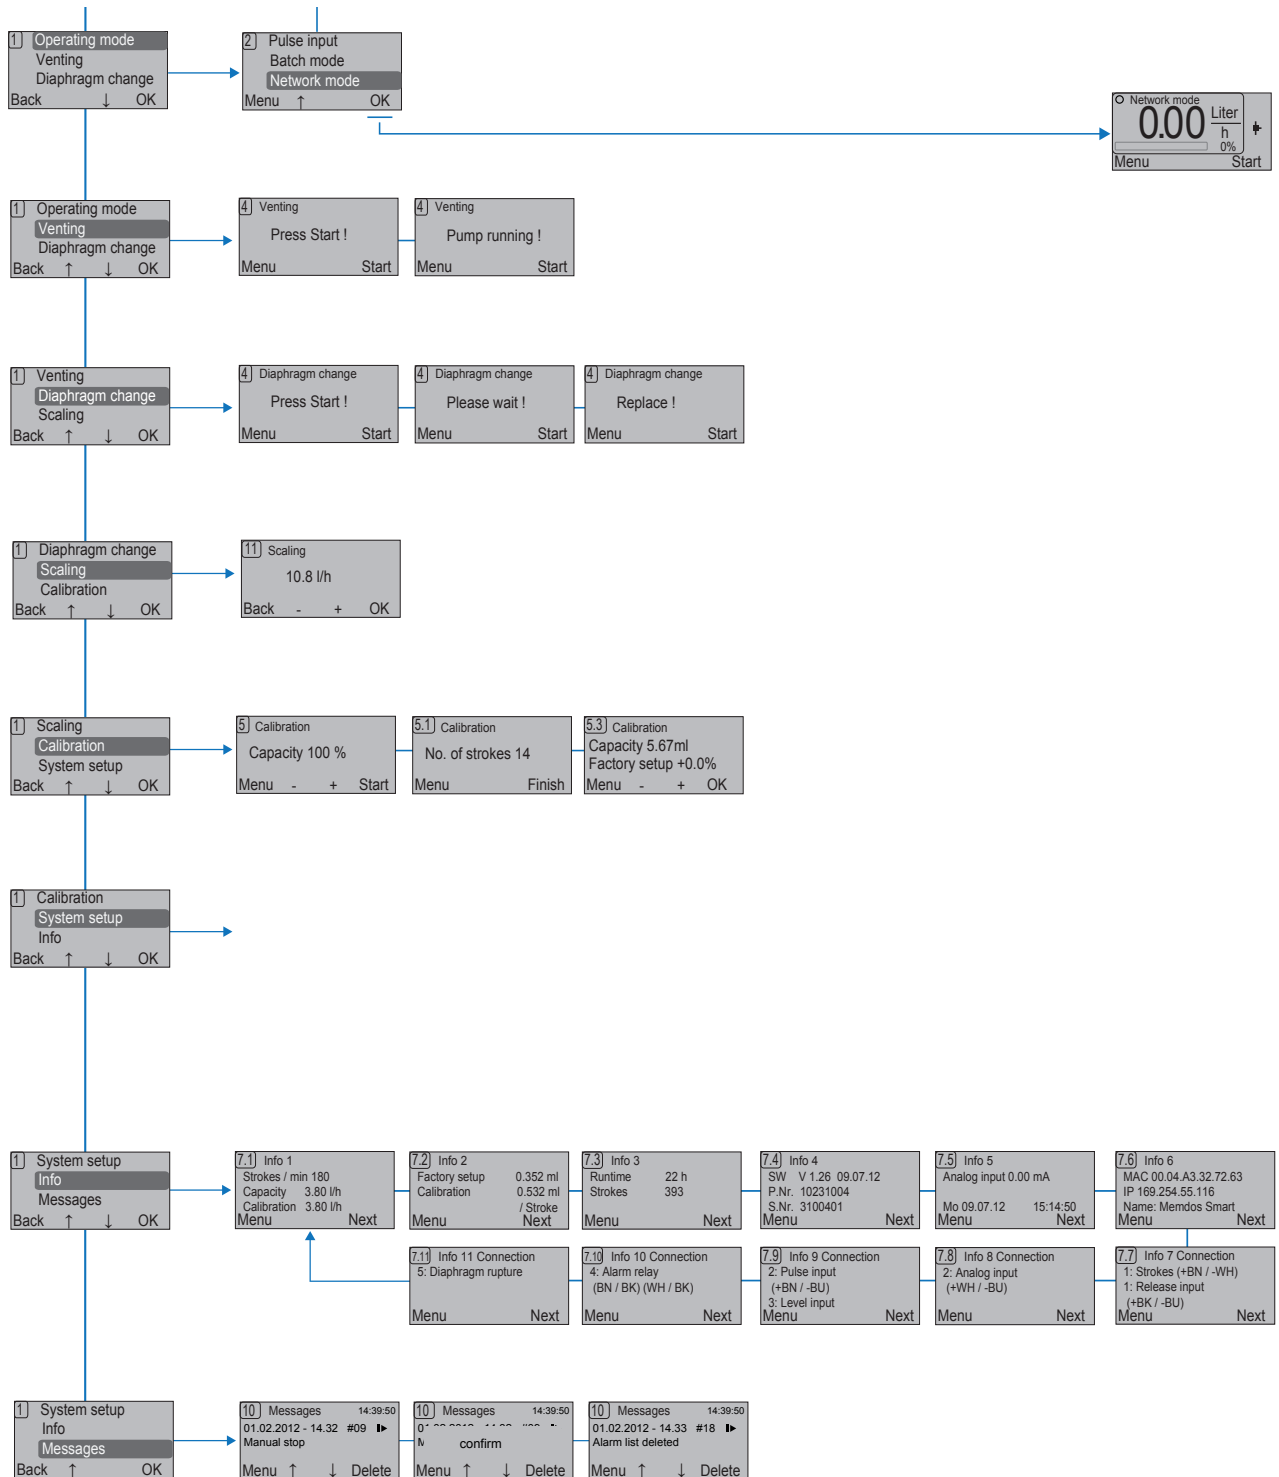 1 Operating mode
Venting
Diaphragm change
Back ↓ OK
2 Pulse input
Batch mode
Network mode
Menu ↑ OK
Network mode
0.00 Liter
h
0%
Menu Start
1 Operating mode
Venting
Diaphragm change
Back ↑ ↓ OK
4 Venting
Press Start !
Menu Start
4 Venting
Pump running !
Menu Start
1 Venting
Diaphragm change
Scaling
Back ↑ ↓ OK
4 Diaphragm change
Press Start !
Menu Start
4 Diaphragm change
Please wait !
Menu Start
4 Diaphragm change
Replace !
Menu Start
1 Diaphragm change
Scaling
Calibration
Back ↑ ↓ OK
11 Scaling
10.8 l/h
Back - + OK
1 Scaling
Calibration
System setup
Back ↑ ↓ OK
5 Calibration
Capacity 100 %
Menu - + Start
5.1 Calibration
No. of strokes 14
Menu Finish
5.3 Calibration
Capacity 5.67ml
Factory setup +0.0%
Menu - + OK
1 Calibration
System setup
Info
Back ↑ ↓ OK
1 System setup
Info
Messages
Back ↑ ↓ OK
7.1 Info 1
Strokes / min 180
Capacity 3.80 l/h
Calibration 3.80 l/h
Menu Next
7.2 Info 2
Factory setup 0.352 ml
Calibration 0.532 ml
/ Stroke
Menu Next
7.3 Info 3
Runtime 22 h
Strokes 393
Menu Next
7.4 Info 4
SW V 1.26 09.07.12
P.Nr. 10231004
S.Nr. 3100401
Menu Next
7.5 Info 5
Analog input 0.00 mA
Mo 09.07.12 15:14:50
Menu Next
7.6 Info 6
MAC 00.04.A3.32.72.63
IP 169.254.55.116
Name: Memdos Smart
Menu Next
7.11 Info 11 Connection
5: Diaphragm rupture
Menu Next
7.10 Info 10 Connection
4: Alarm relay
(BN / BK) (WH / BK)
Menu Next
7.9 Info 9 Connection
2: Pulse input
(+BN / -BU)
3: Level input
Menu Next
7.8 Info 8 Connection
2: Analog input
(+WH / -BU)
Menu Next
7.7 Info 7 Connection
1: Strokes (+BN / -WH)
1: Release input
(+BK / -BU)
Menu Next
1 System setup
Info
Messages
Back ↑ OK
10 Messages 14:39:50
01.02.2012 - 14.32 #09
Manual stop
Menu ↑ ↓ Delete
10 Messages 14:39:50
confirm
Menu ↑ ↓ Delete
10 Messages 14:39:50
01.02.2012 - 14.33 #18
Alarm list deleted
Menu ↑ ↓ Delete